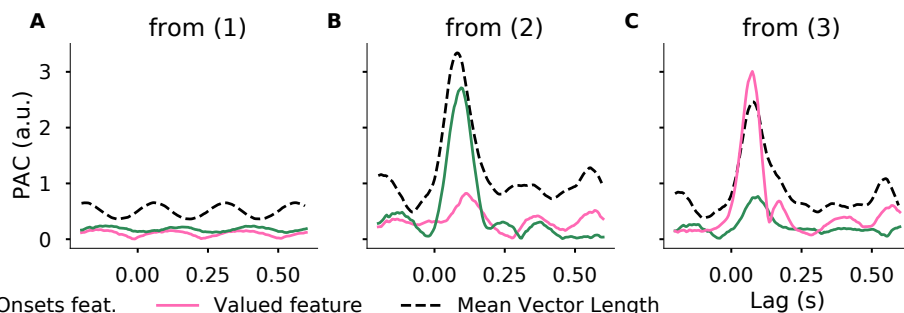 A from (1) B from (2) C from (3)
PAC (a.u.)
3
2
1
0
0.00 0.25 0.50 0.00 0.25 0.50 0.00 0.25 0.50
Onsets feat. Valued feature Mean Vector Length Lag (s)